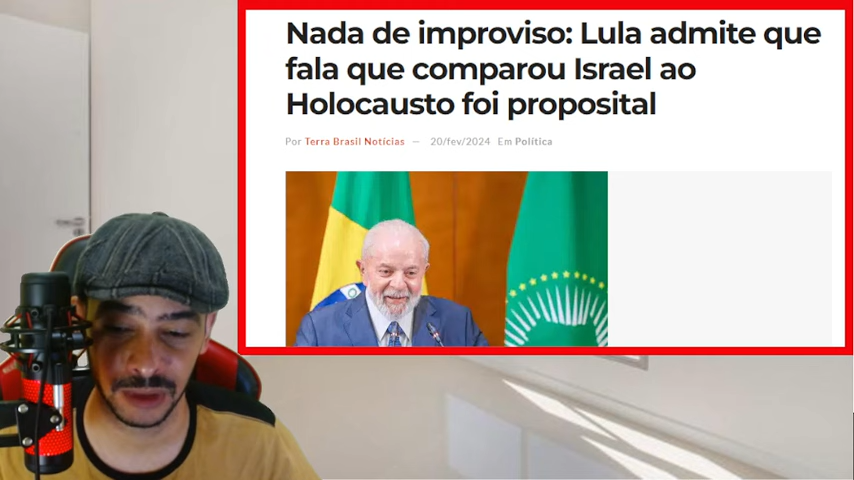 Nada de improviso: Lula admite que
fala que comparou Israel ao
Holocausto foi proposital
Por Terra Brasil Notícias — 20/fev/2024 Em Política